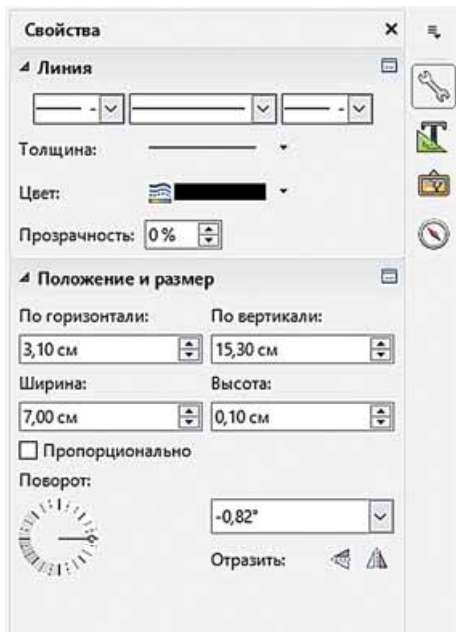 Свойства
Линия
Толщина:
Цвет:
Прозрачность: 0%
Положение и размер
По горизонтали: По вертикали:
3,10 см 15,30 см
Ширина: Высота:
7,00 см 0,10 см
Пропорционально
Поворот:
-0,82°
Отразить: